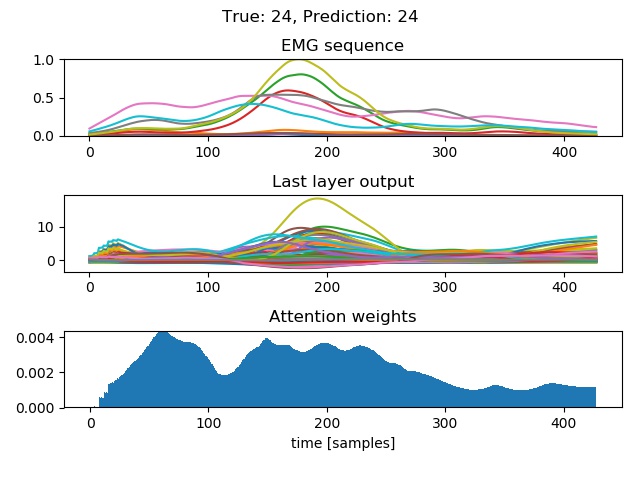 True: 24, Prediction: 24
EMG sequence
1.0
0.5
0.0
0 100 200 300 400
Last layer output
10
0
0 100 200 300 400
Attention weights
0.004
0.002
0.000
0 100 200 300 400
time [samples]